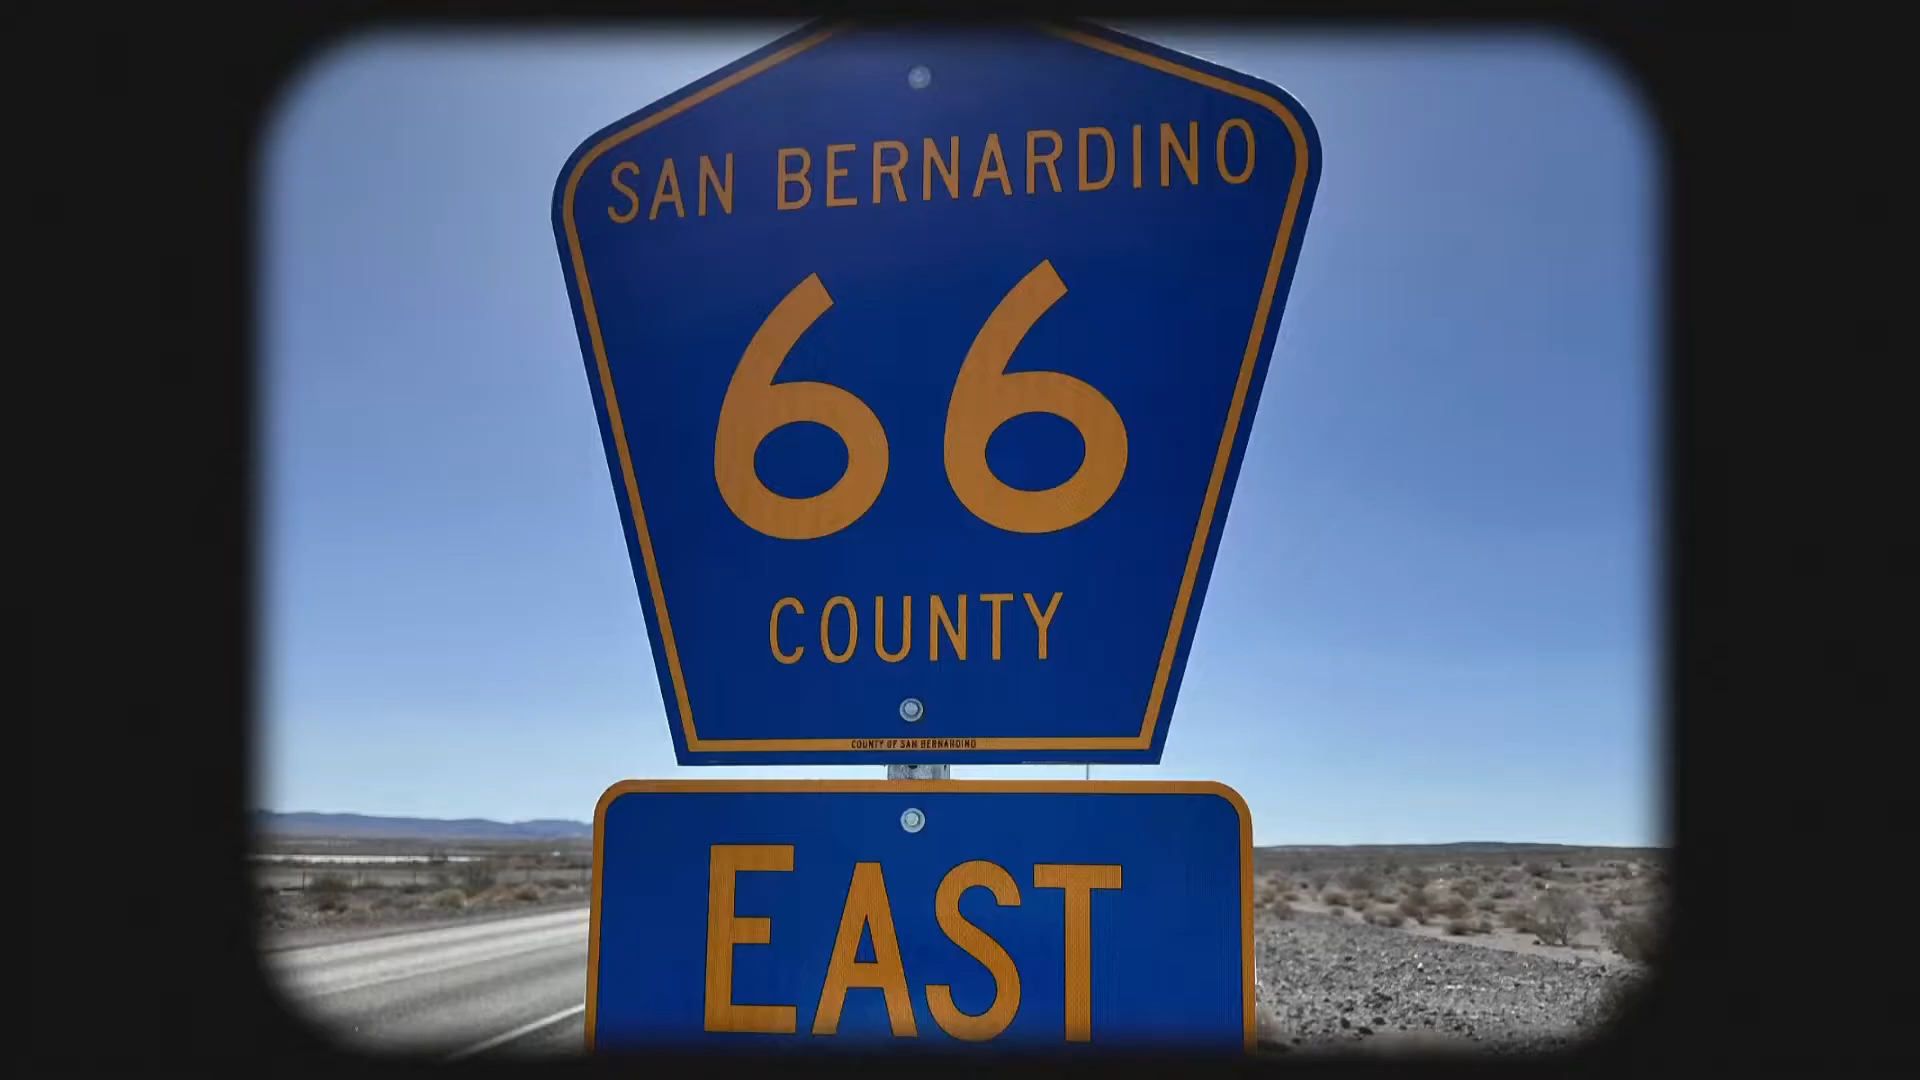 SAN BERNARDINO
66
COUNTY
COUNTY OF SAN BERNARDINO
EAST